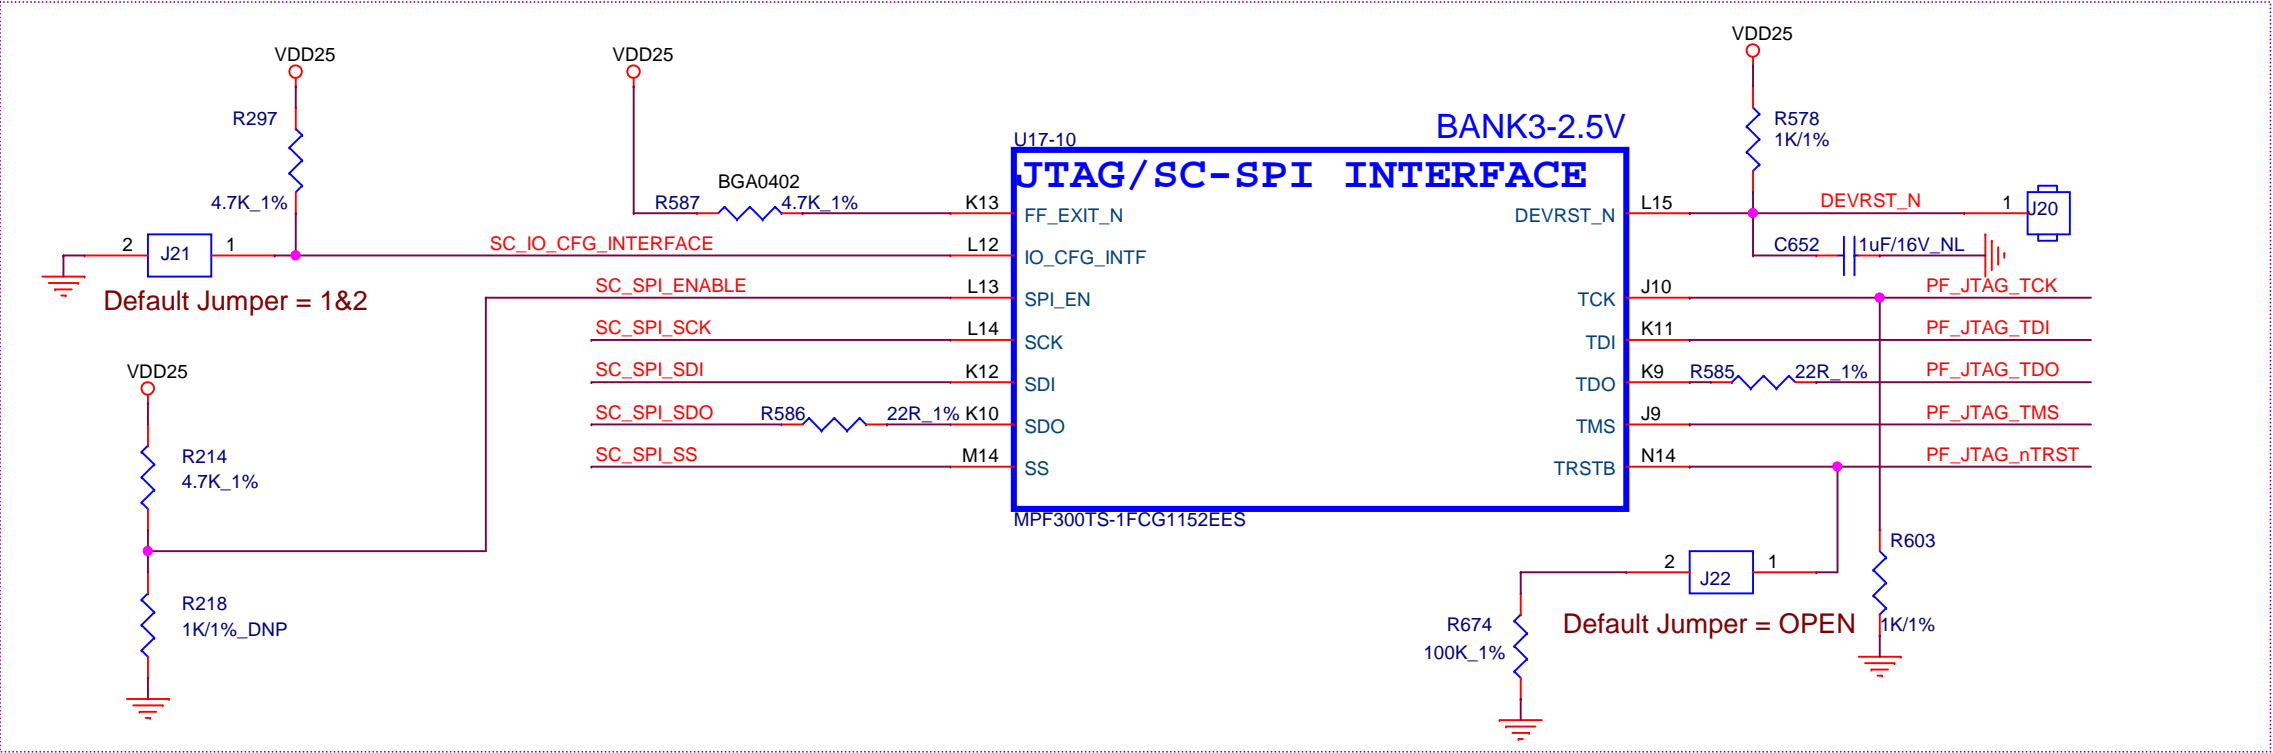 VDD25
VDD25
VDD25
R297
4.7K_1%
2
J21
1
Default Jumper = 1&2
SC_IO_CFG_INTERFACE
BGA0402
R587
4.7K_1%
K13
L12
SC_SPI_ENABLE
L13
SC_SPI_SCK
L14
SC_SPI_SDI
K12
SC_SPI_SDO
R586
22R_1%
K10
SC_SPI_SS
M14
VDD25
R214
4.7K_1%
R218
1K/1%_DNP
U17-10
BANK3-2.5V
JTAG/SC-SPI INTERFACE
FF_EXIT_N
IO_CFG_INTF
SPI_EN
SCK
SDI
SDO
SS
DEVRST_N
TCK
TDI
TDO
TMS
TRSTB
MPF300TS-1FCG1152EES
R578
1K/1%
L15
DEVRST_N
1
J20
C652
1uF/16V_NL
J10
PF_JTAG_TCK
K11
PF_JTAG_TDI
K9
R585
22R_1%
PF_JTAG_TDO
J9
PF_JTAG_TMS
N14
PF_JTAG_nTRST
2
J22
1
Default Jumper = OPEN
R674
100K_1%
R603
1K/1%